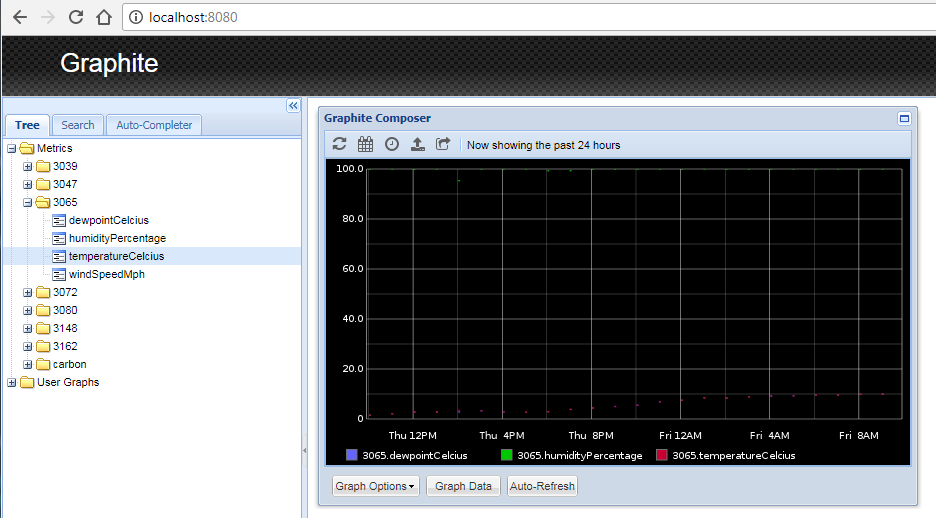 localhost:8080
Graphite
Tree Search Auto-Completer
Metrics
3039
3047
3065
dewpointCelcius
humidityPercentage
temperatureCelcius
windSpeedMph
3072
3080
3148
3162
carbon
User Graphs
Graphite Composer
Now showing the past 24 hours
100.0
80.0
60.0
40.0
20.0
0
Thu 12PM Thu 4PM Thu 8PM Fri 12AM Fri 4AM Fri 8AM
3065.dewpointCelcius 3065.humidityPercentage 3065.temperatureCelcius
Graph Options Graph Data Auto-Refresh